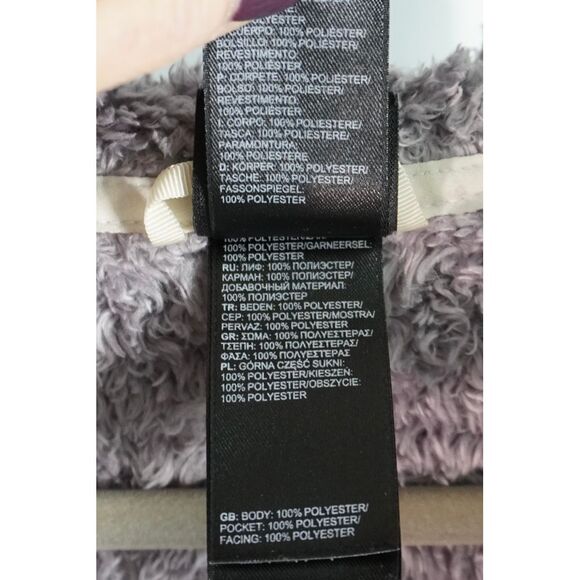 POLYESTER
CUERPO: 100% POLIÉSTER/
BOLSILLO: 100% POLIÉSTER/
REVESTIMENTO:
100% POLIÉSTER
P: CORPETE: 100% POLIÉSTER/
BOLSO: 100% POLIÉSTER/
REVESTIMENTO:
100% POLIÉSTER
I: CORPO: 100% POLIESTERE/
TASCA: 100% POLIESTERE/
PARAMONTURA:
100% POLIESTERE
D: KÖRPER: 100% POLYESTER/
TASCHE: 100% POLYESTER/
FASSONSPIEGEL:
100% POLYESTER
100% POLYESTER/
100% POLYESTER/GARNEERSEL:
100% POLYESTER
RU: ЛИФ: 100% ПОЛИЭСТЕР/
КАРМАН: 100% ПОЛИЭСТЕР/
ДОБАВОЧНЫЙ МАТЕРИАЛ:
100% ПОЛИЭСТЕР
TR: BEDEN: 100% POLYESTER/
CEP: 100% POLYESTER/MOSTRA/
PERVAZ: 100% POLYESTER
GR: ΣΩΜΑ: 100% ΠΟΛΥΕΣΤΕΡΑΣ/
ΤΣΕΠΗ: 100% ΠΟΛΥΕΣΤΕΡΑΣ/
ΦΑΣΑ: 100% ΠΟΛΥΕΣΤΕΡΑΣ
PL: GÓRNA CZĘŚĆ SUKNI:
100% POLYESTER/KIESZEŃ:
100% POLYESTER/OBSZYCIE:
100% POLYESTER
GB: BODY: 100% POLYESTER/
POCKET: 100% POLYESTER/
FACING: 100% POLYESTER